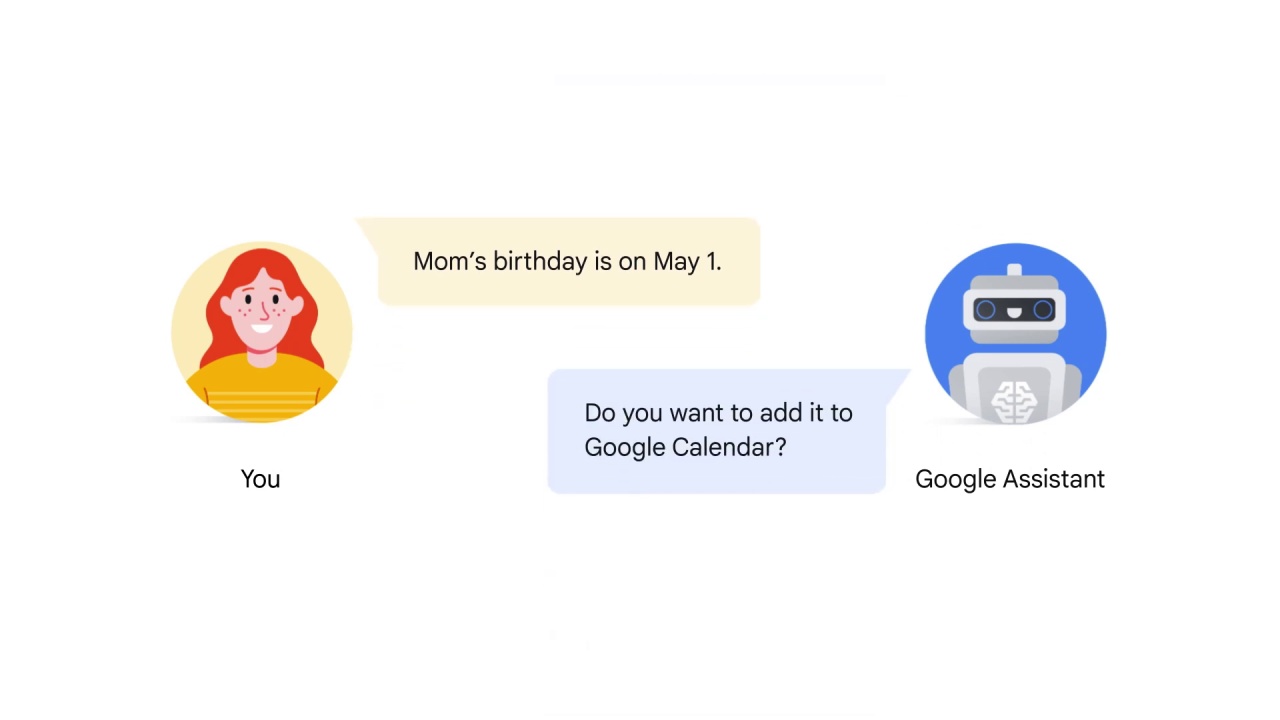 Mom’s birthday is on May 1.
Do you want to add it to
Google Calendar?
You
Google Assistant